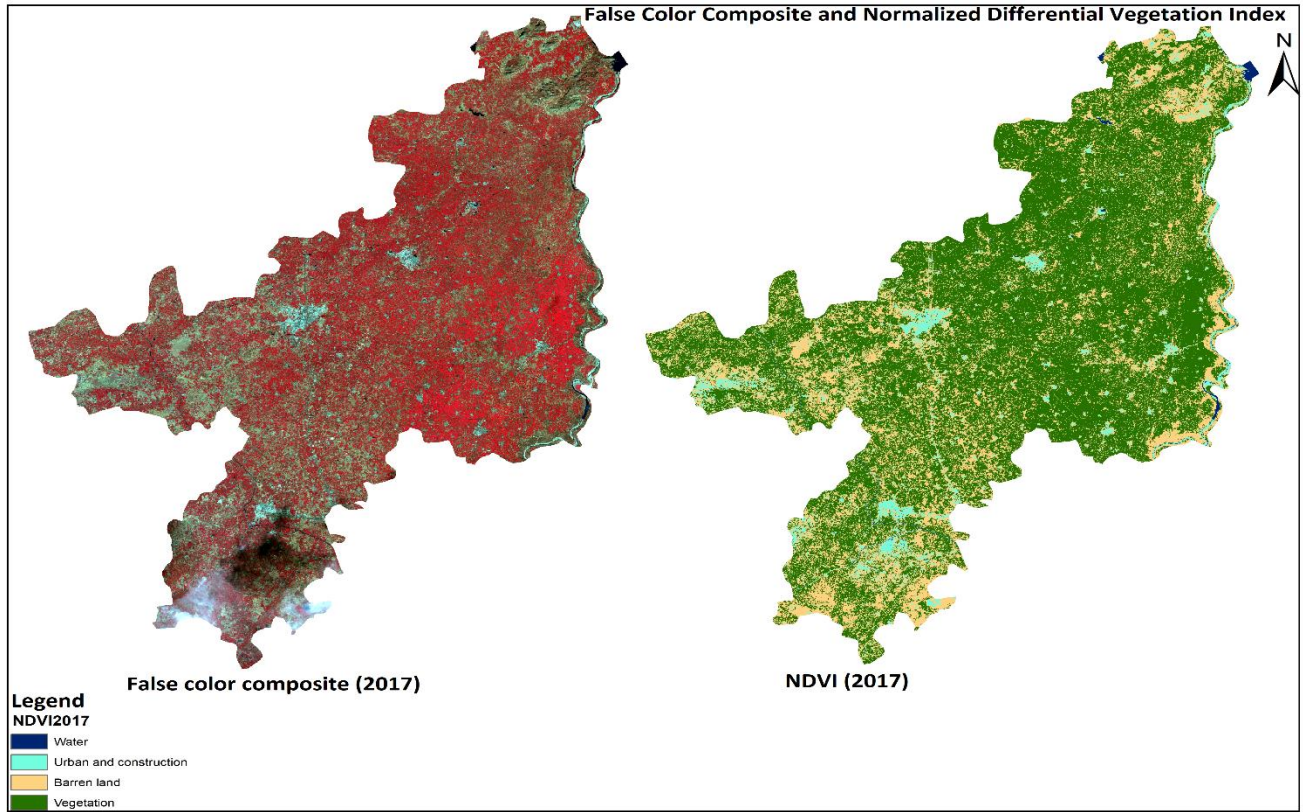 False Color Composite and Normalized Differential Vegetation Index
N
False color composite (2017)
NDVI (2017)
Legend
NDVI2017
Water
Urban and construction
Barren land
Vegetation